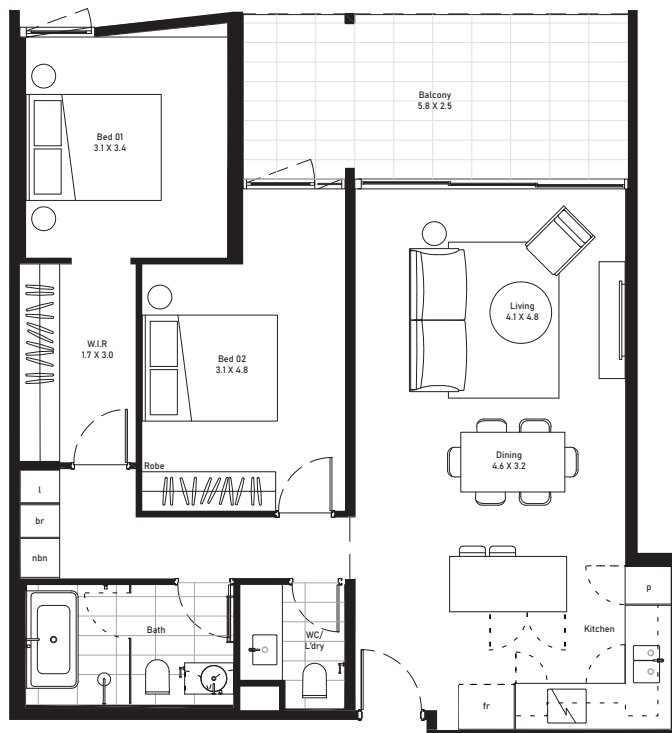 Balcony
5.8 X 2.5
Bed 01
3.1 X 3.4
Living
4.1 X 4.8
W.I.R
1.7 X 3.0
Bed 02
3.1 X 4.8
Dining
4.6 X 3.2
Robe
l
br
nbn
p
Bath
WC/
L'dry
Kitchen
fr